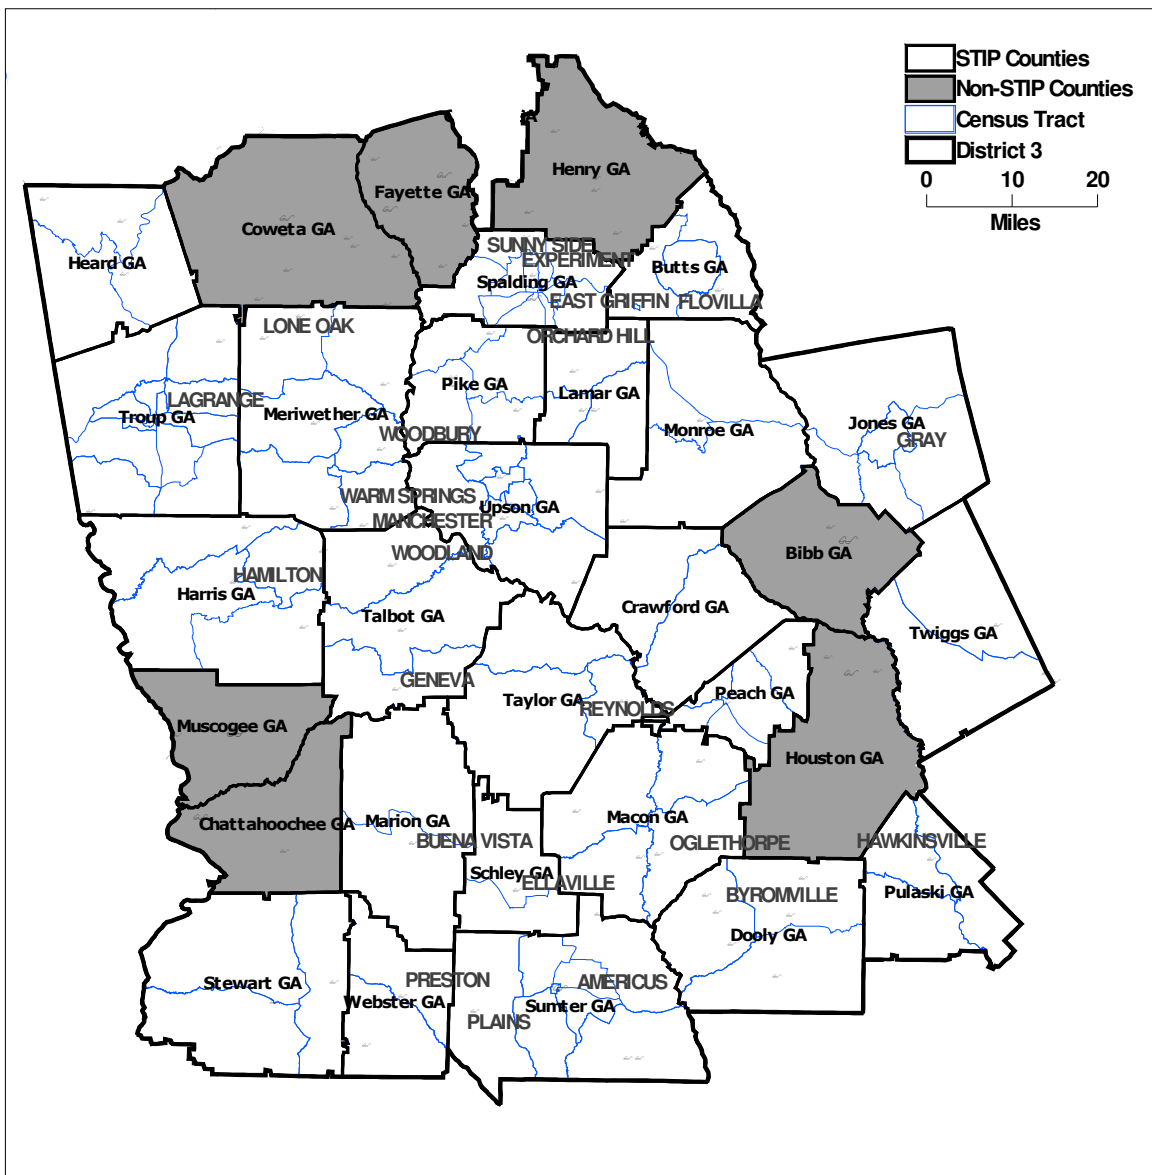 STIP Counties
Non-STIP Counties
Census Tract
District 3
0 10 20
Miles
Henry GA
Fayette GA
Coweta GA
Heard GA
SUNNY SIDE
EXPERIMENT
Spalding GA
Butts GA
EAST GRIFFIN
FLOVILLA
LONE OAK
ORCHARD HILL
Pike GA
Lamar GA
LAGRANGE
Troup GA
Meriwether GA
WOODBURY
Monroe GA
Jones GA
GRAY
WARM SPRINGS
Upson GA
MANCHESTER
WOODLAND
Bibb GA
HAMILTON
Harris GA
Talbot GA
Crawford GA
Twiggs GA
GENEVA
Taylor GA
REYNOLDS
Peach GA
Muscogee GA
Houston GA
Chattahoochee GA
Marion GA
Macon GA
BUENA VISTA
OGLETHORPE
HAWKINSVILLE
Schley GA
ELLAVILLE
BYROMVILLE
Pulaski GA
Dooly GA
Stewart GA
PRESTON
AMERICUS
Webster GA
Sumter GA
PLAINS